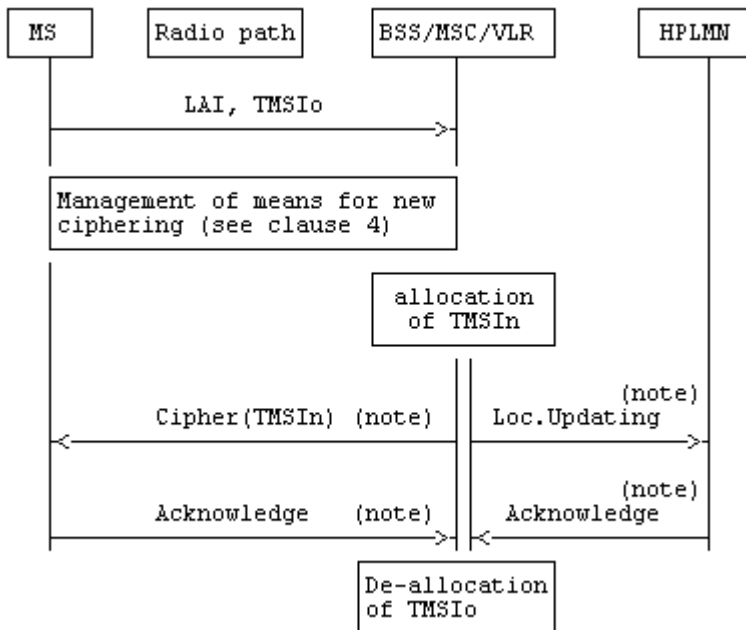 MS
Radio path
BSS/MSC/VLR
HPLMN
LAI, TMSIo
Management of means for new
ciphering (see clause 4)
allocation
of TMSIn
(note)
Cipher(TMSIn) (note)
Loc.Updating
(note)
Acknowledge (note)
Acknowledge
De-allocation
of TMSIo